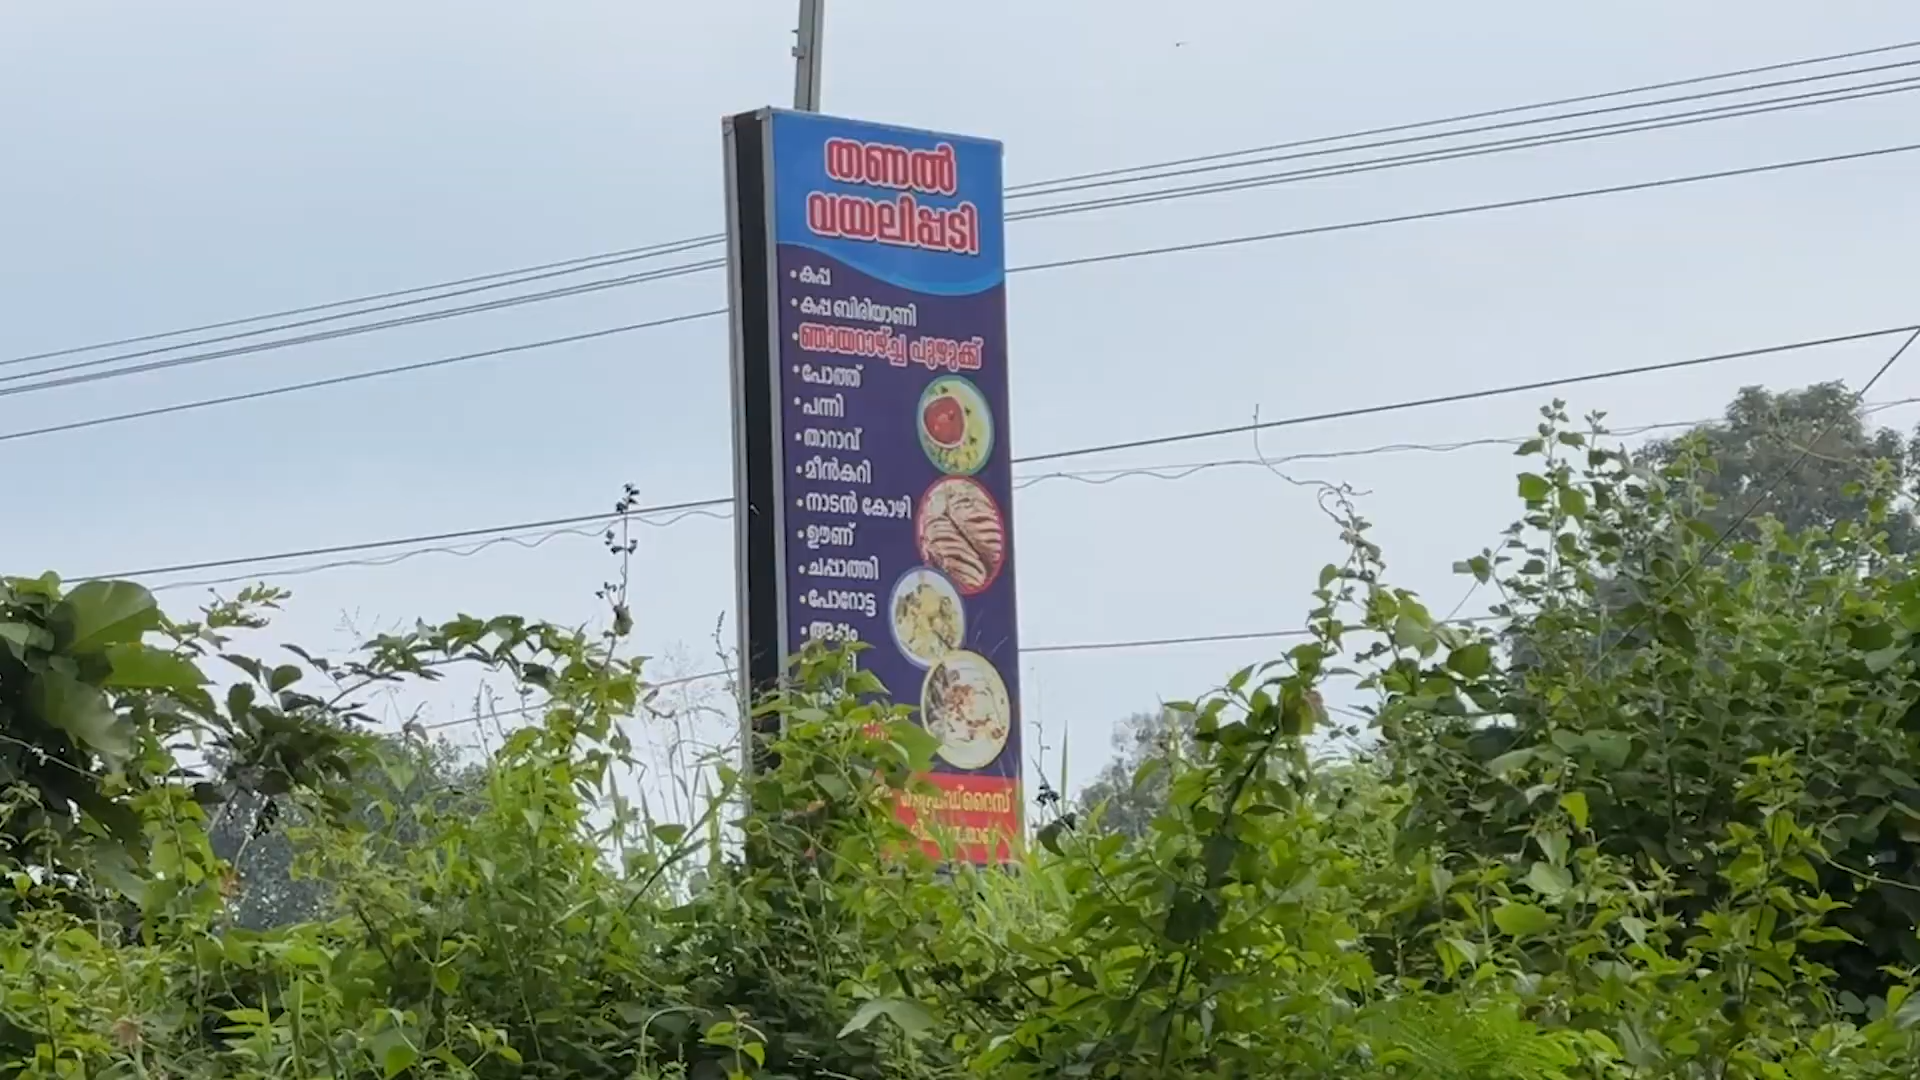 തണൽ
വയലിപ്പടി
• കപ്പ
• കപ്പ ബിരിയാണി
• ഞായറാഴ്ച്ച പുഴുക്ക്
• പോത്ത്
• പന്നി
• താറാവ്
• മീൻകറി
• നാടൻ കോഴി
• ഊണ്
• ചപ്പാത്തി
• പോറോട്ട
• അപ്പം